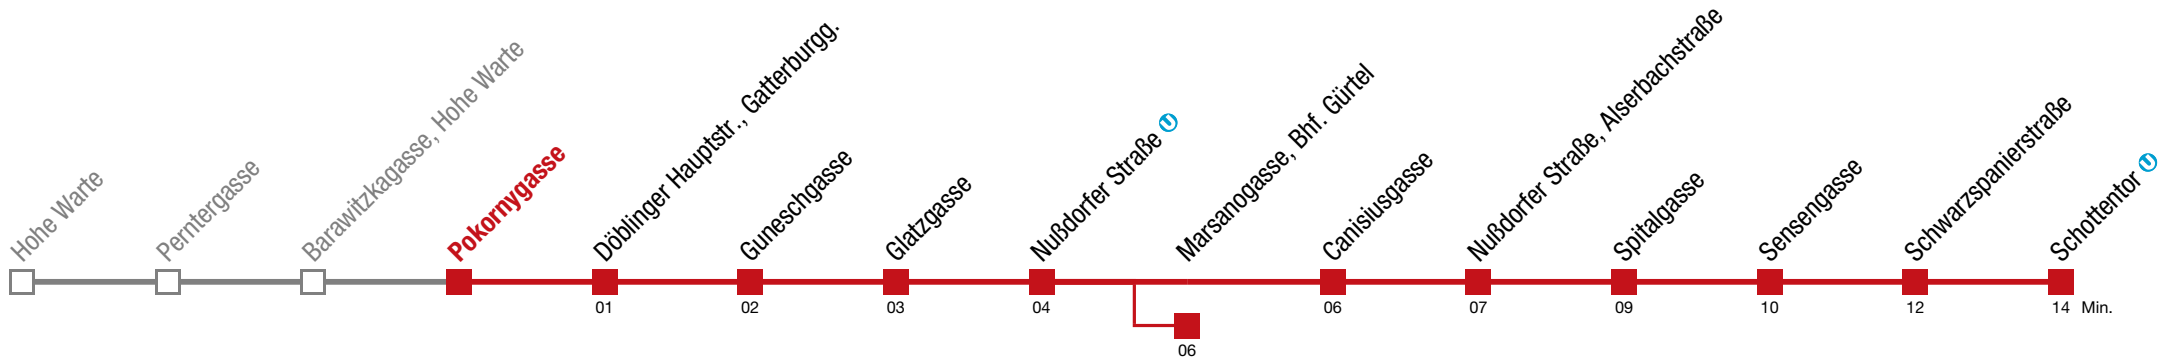 Hohe Warte
Perntergasse
Barawitzkagasse, Hohe Warte
Pokornygasse
Döblinger Hauptstr., Gatterburgg.
Guneschgasse
Glatzgasse
Nußdorfer Straße U
Marsanogasse, Bhf. Gürtel
Canisiusgasse
Nußdorfer Straße, Alserbachstraße
Spitalgasse
Sensengasse
Schwarzspanierstraße
Schottentor U
01 02 03 04 06 07 09 10 12 14 Min.
06